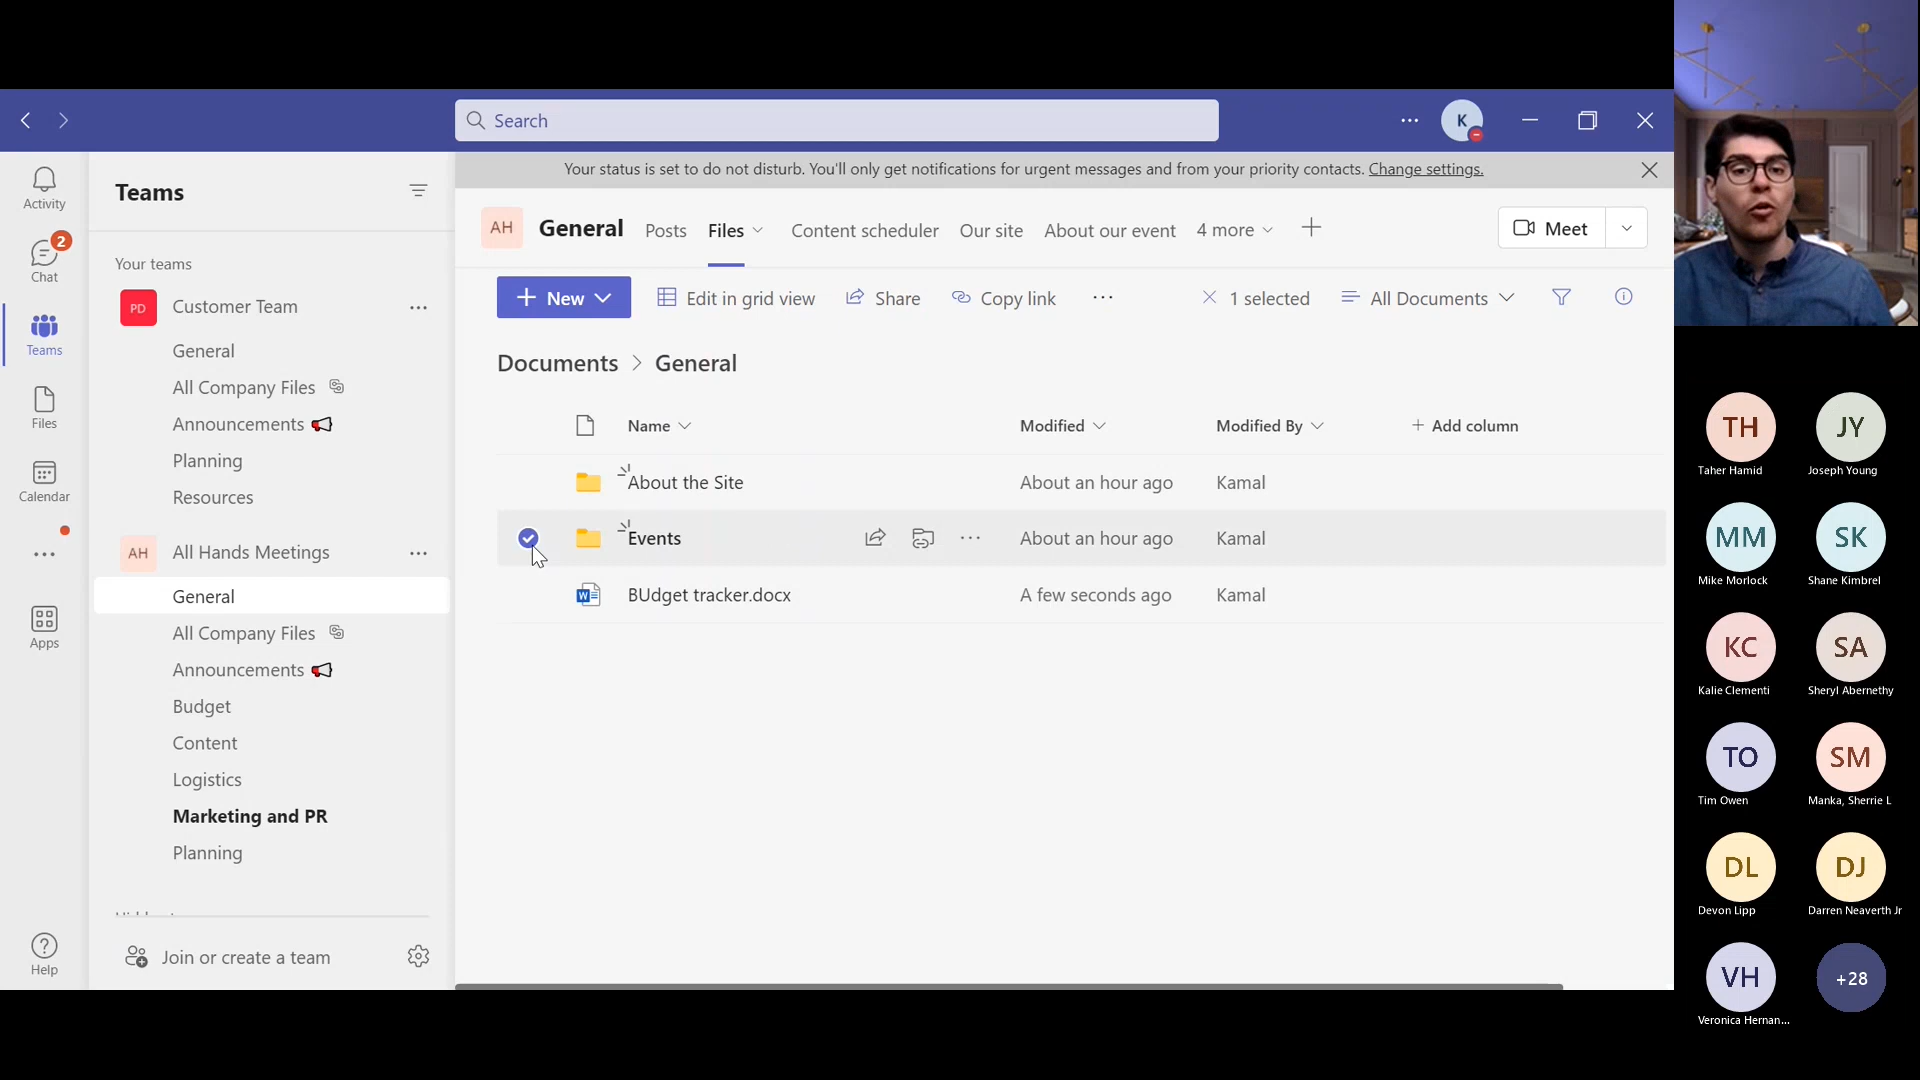 Search
K
Your status is set to do not disturb. You'll only get notifications for urgent messages and from your priority contacts. Change settings.
Activity
2
Chat
Teams
Files
Calendar
Apps
Help
Teams
Your teams
PD Customer Team
General
All Company Files
Announcements
Planning
Resources
AH All Hands Meetings
General
All Company Files
Announcements
Budget
Content
Logistics
Marketing and PR
Planning
Join or create a team
AH General Posts Files Content scheduler Our site About our event 4 more Meet
New Edit in grid view Share Copy link 1 selected All Documents
Documents > General
Name Modified Modified By Add column
About the Site About an hour ago Kamal
Events About an hour ago Kamal
BUdget tracker.docx A few seconds ago Kamal
TH JY
Taher Hamid Joseph Young
MM SK
Mike Morlock Shane Kimbrel
KC SA
Kalie Clementi Sheryl Abernethy
TO SM
Tim Owen Manka, Sherrie L
DL DJ
Devon Lipp Darren Neaverth Jr
VH +28
Veronica Hernan...